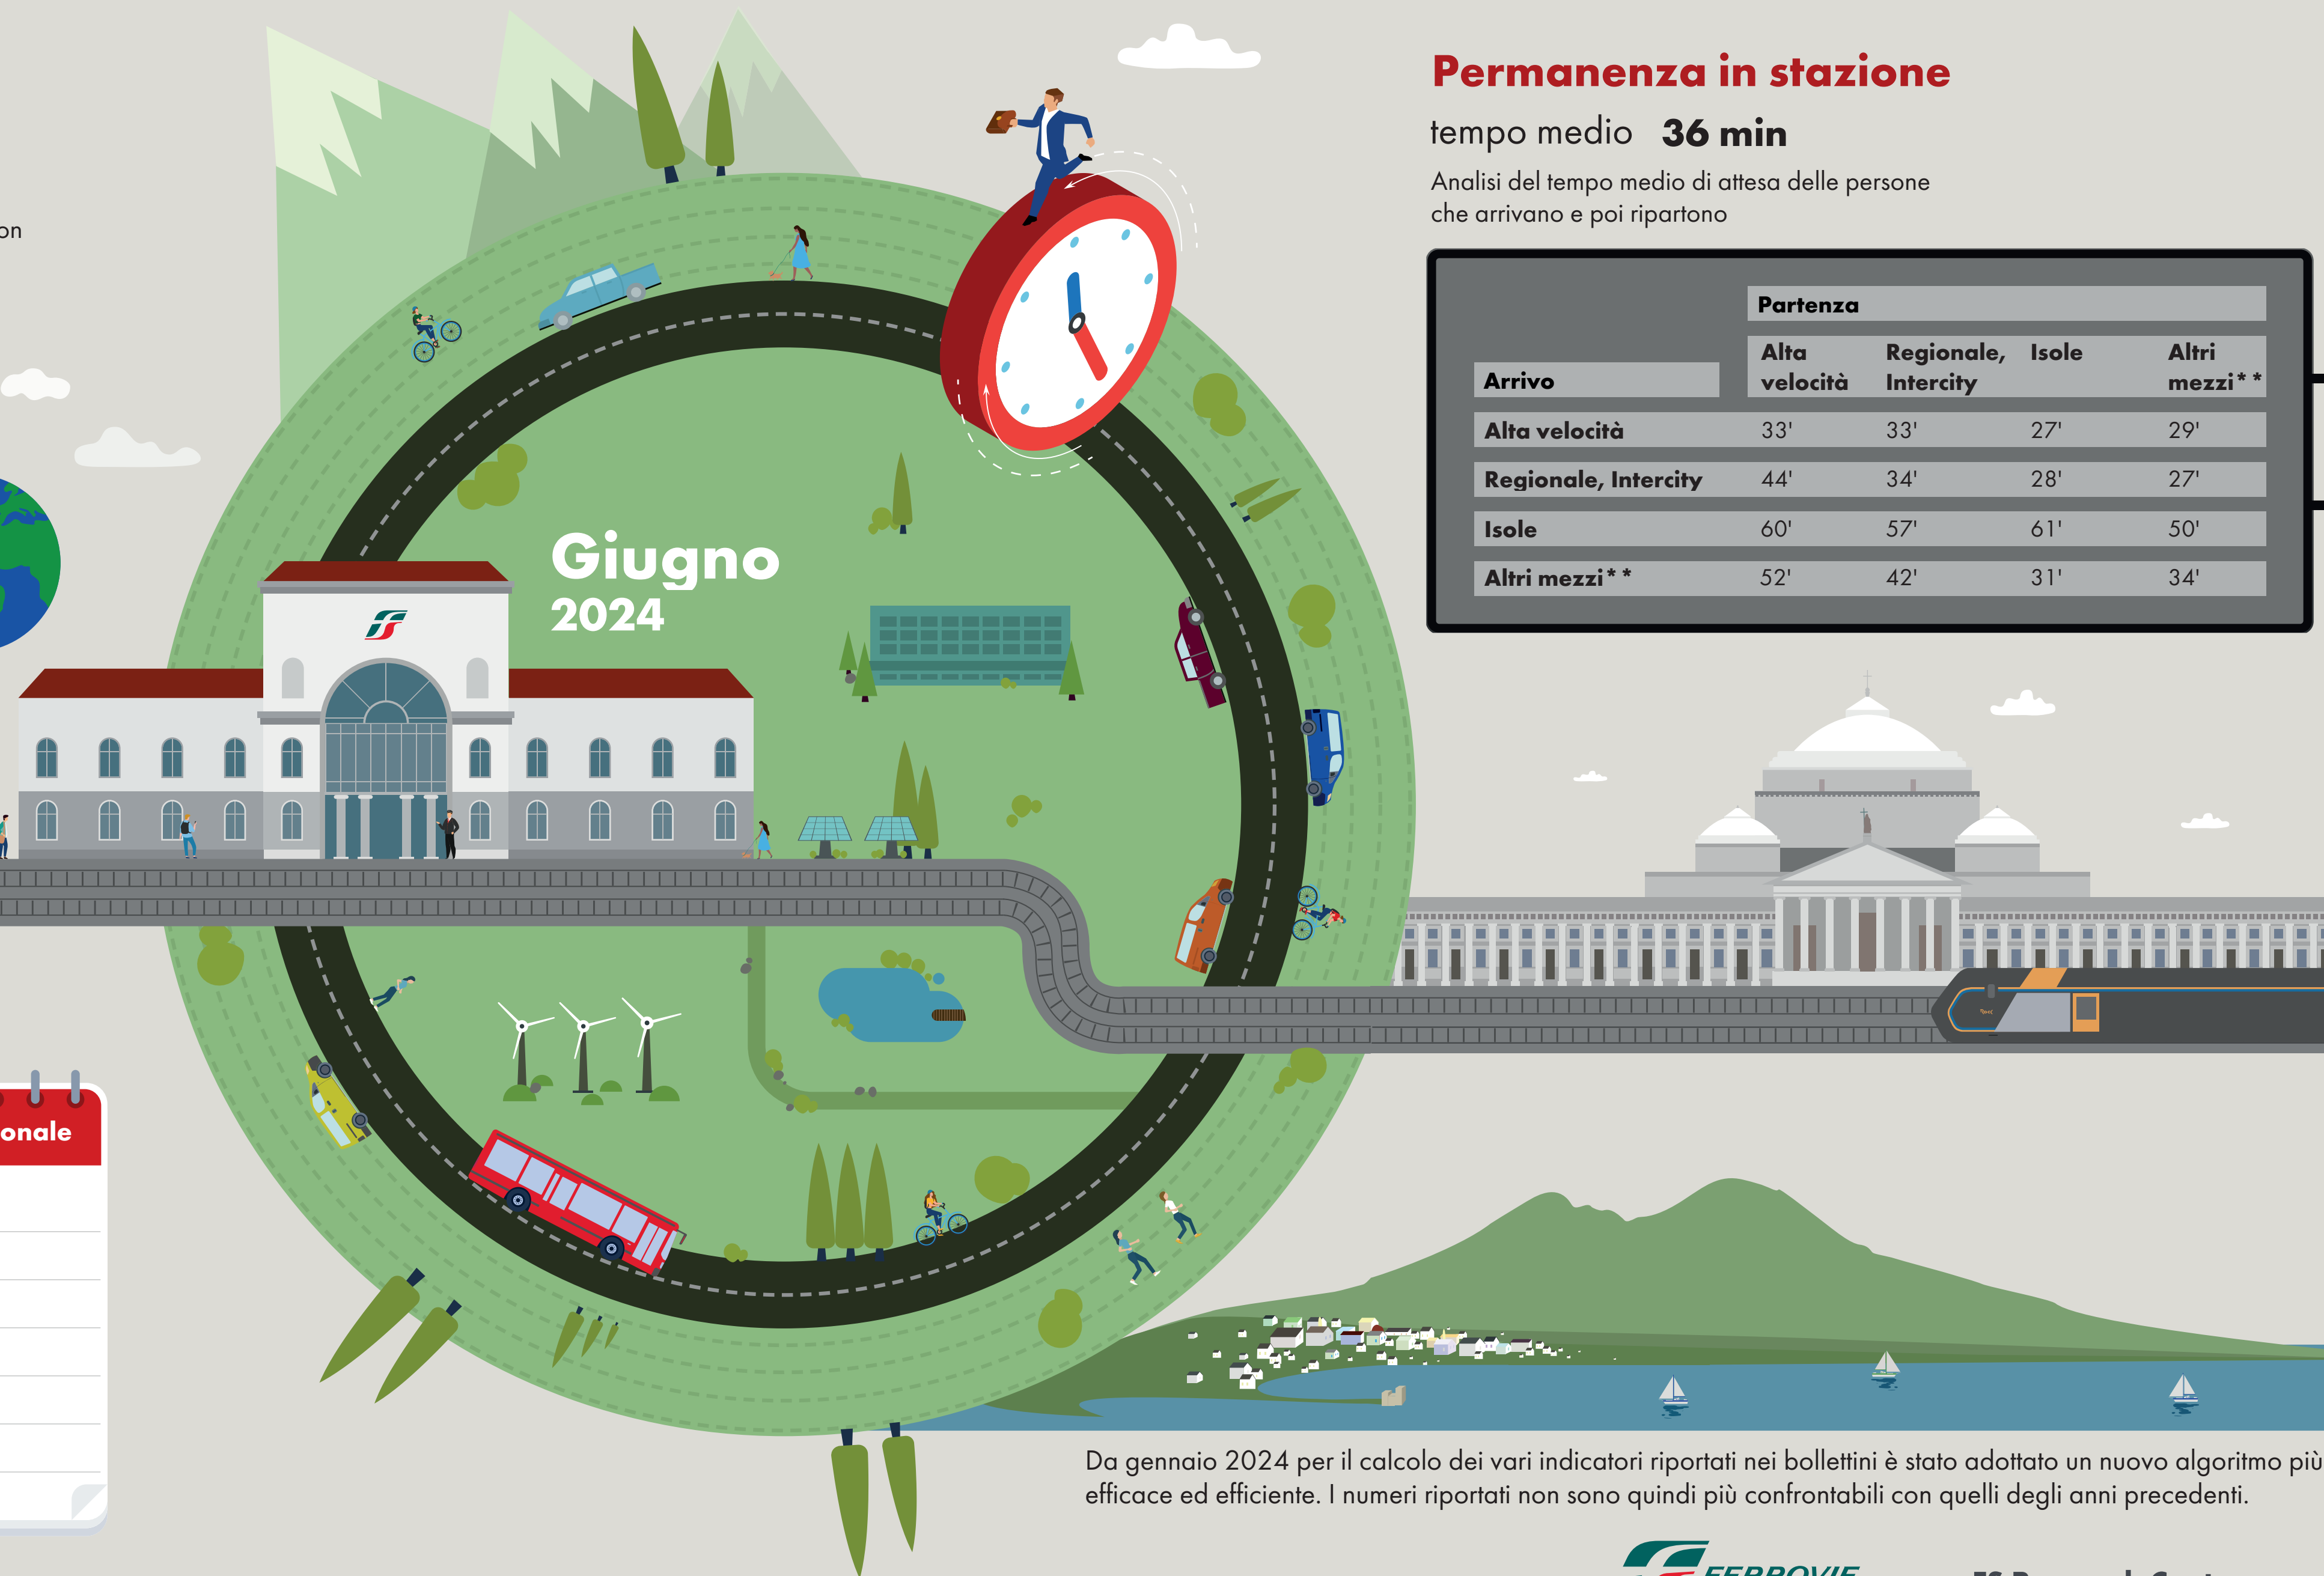 on
Permanenza in stazione
tempo medio 36 min
Analisi del tempo medio di attesa delle persone
che arrivano e poi ripartono
Partenza
Arrivo
Alta velocità
Regionale, Intercity
Isole
Altri mezzi**
Alta velocità 33' 33' 27' 29'
Regionale, Intercity 44' 34' 28' 27'
Isole 60' 57' 61' 50'
Altri mezzi** 52' 42' 31' 34'
Giugno
2024
onale
Da gennaio 2024 per il calcolo dei vari indicatori riportati nei bollettini è stato adottato un nuovo algoritmo più
efficace ed efficiente. I numeri riportati non sono quindi più confrontabili con quelli degli anni precedenti.
FERROVIE